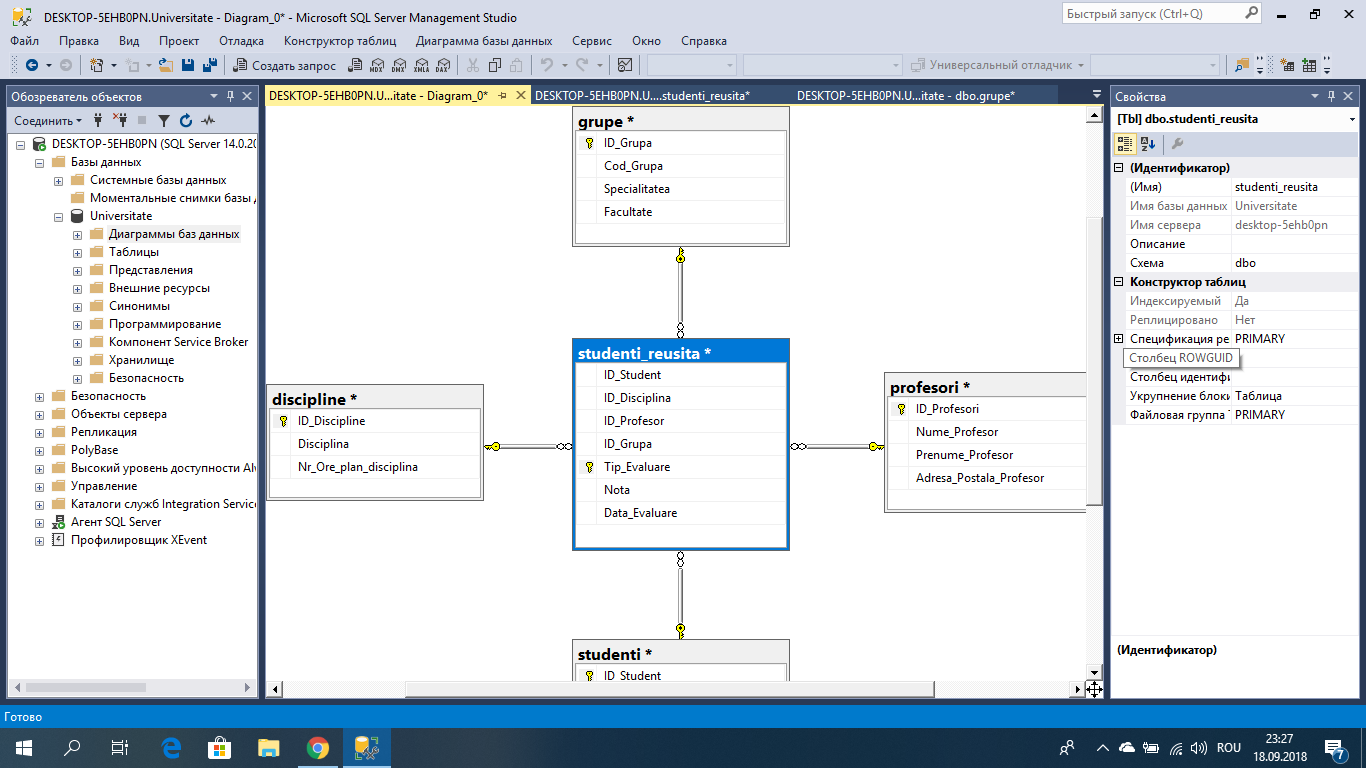 DESKTOP-5EHB0PN.Universitate - Diagram_0* - Microsoft SQL Server Management Studio
Быстрый запуск (Ctrl+Q)
Файл Правка Вид Проект Отладка Конструктор таблиц Диаграмма базы данных Сервис Окно Справка
Создать запрос MDX DMX XMLA DAX Универсальный отладчик
Обозреватель объектов
Соединить
DESKTOP-5EHB0PN (SQL Server 14.0.20
Базы данных
Системные базы данных
Моментальные снимки базы д
Universitate
Диаграммы баз данных
Таблицы
Представления
Внешние ресурсы
Синонимы
Программирование
Компонент Service Broker
Хранилище
Безопасность
Безопасность
Объекты сервера
Репликация
PolyBase
Высокий уровень доступности Alw
Управление
Каталоги служб Integration Service
Агент SQL Server
Профилировщик XEvent
DESKTOP-5EHB0PN.U...itate - Diagram_0*
DESKTOP-5EHB0PN.U....studenti_reusita*
DESKTOP-5EHB0PN.U...itate - dbo.grupe*
grupe *
ID_Grupa
Cod_Grupa
Specialitatea
Facultate
studenti_reusita *
ID_Student
ID_Disciplina
ID_Profesor
ID_Grupa
Tip_Evaluare
Nota
Data_Evaluare
discipline *
ID_Discipline
Disciplina
Nr_Ore_plan_disciplina
profesori *
ID_Profesori
Nume_Profesor
Prenume_Profesor
Adresa_Postala_Profesor
studenti *
ID_Student
Свойства
[Tbl] dbo.studenti_reusita
(Идентификатор)
(Имя) studenti_reusita
Имя базы данных Universitate
Имя сервера desktop-5ehb0pn
Описание
Схема dbo
Конструктор таблиц
Индексируемый Да
Реплицировано Нет
Спецификация ре PRIMARY
Столбец ROWGUID
Столбец идентифи
Укрупнение блоки Таблица
Файловая группа Т PRIMARY
(Идентификатор)
Готово
ROU
23:27
18.09.2018
7